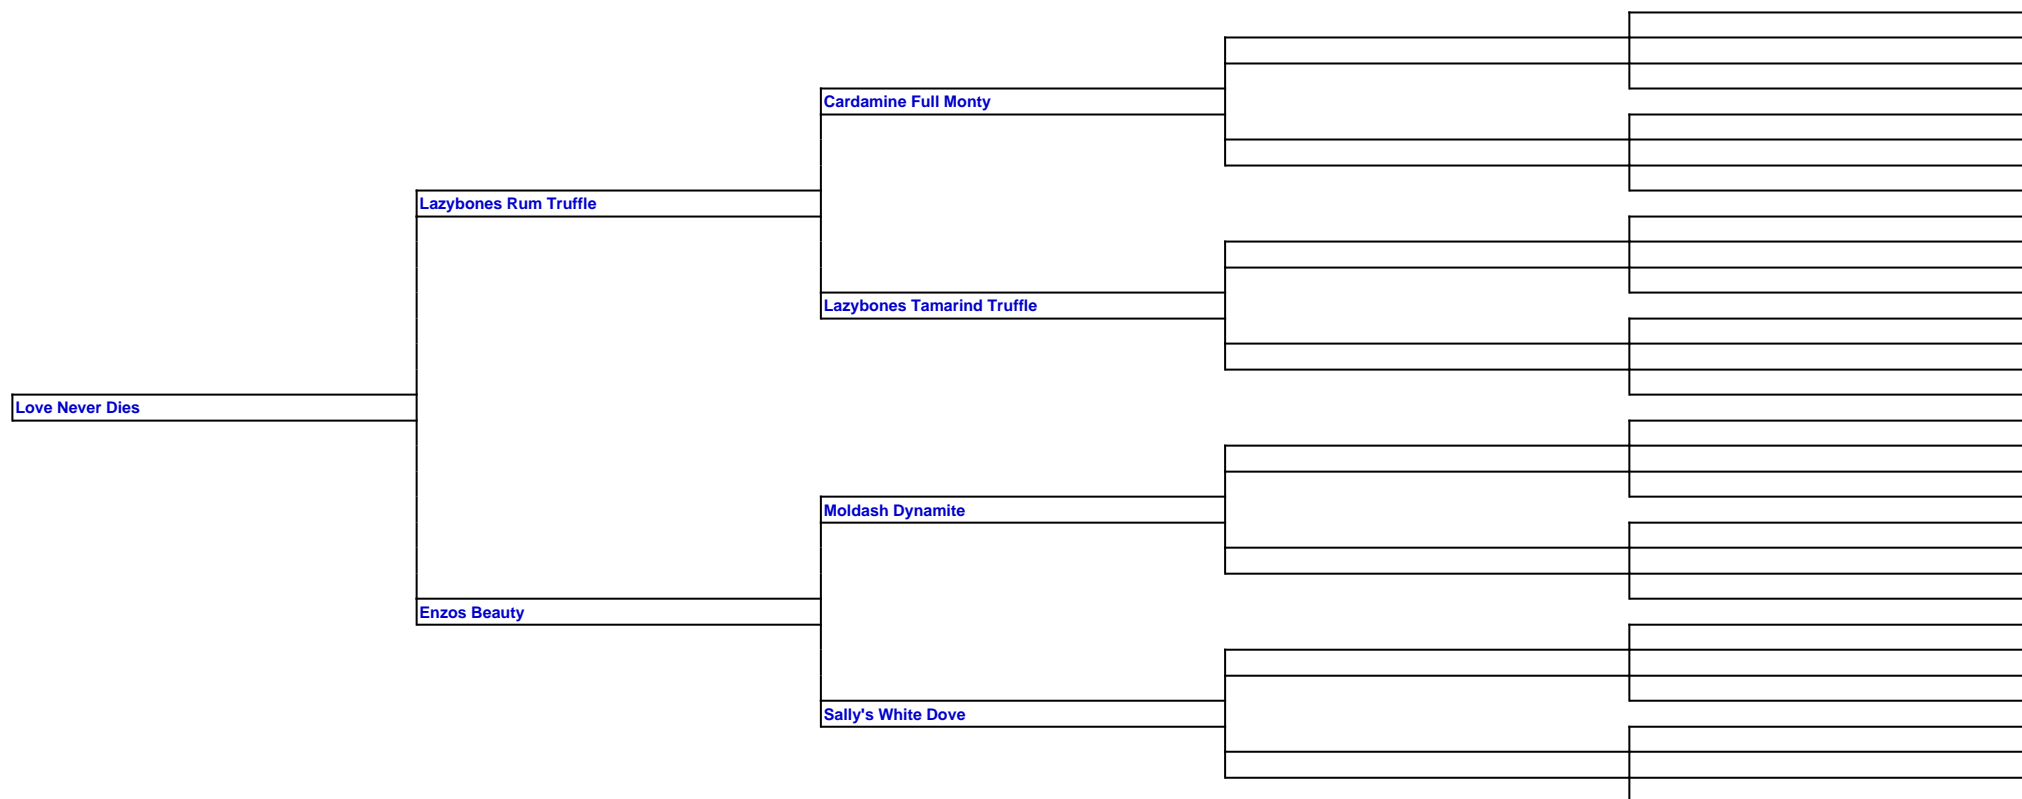 Cardamine Full Monty
Lazybones Rum Truffle
Lazybones Tamarind Truffle
Love Never Dies
Moldash Dynamite
Enzos Beauty
Sally's White Dove